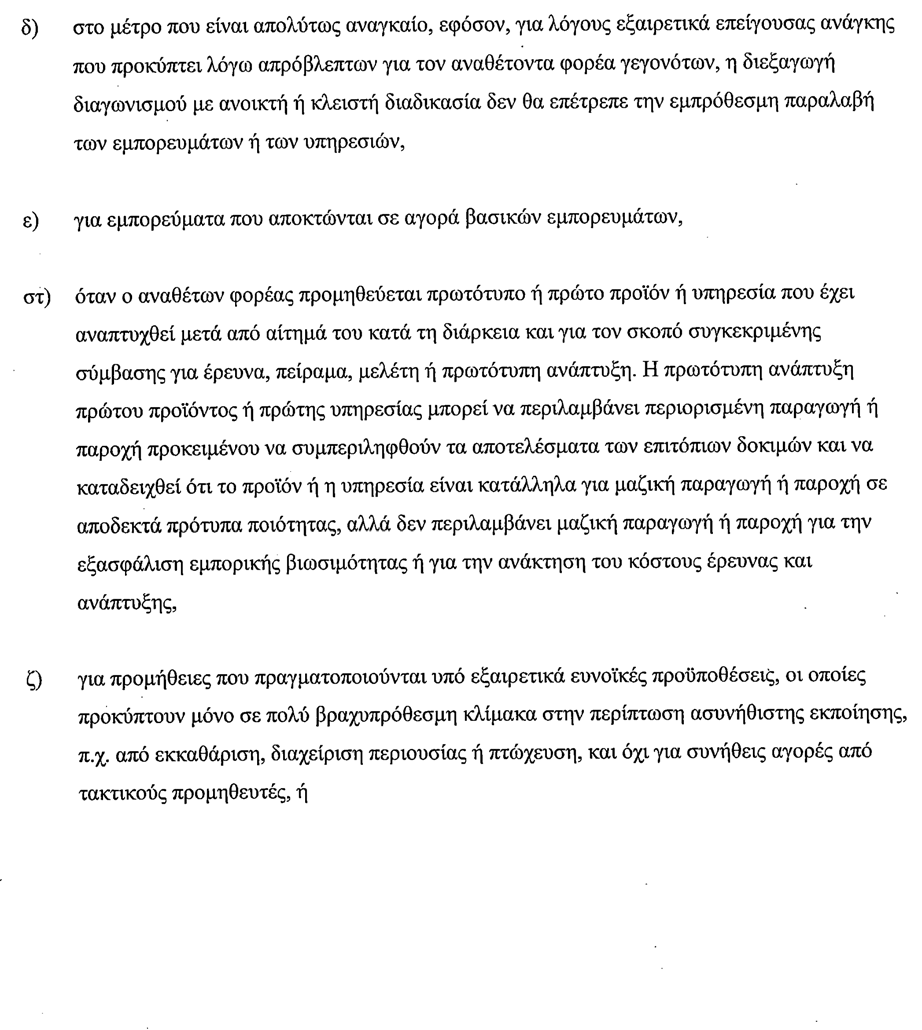 δ) στο μέτρο που είναι απολύτως αναγκαίο, εφόσον, για λόγους εξαιρετικά επείγουσας ανάγκης
που προκύπτει λόγω απρόβλεπτων για τον αναθέτοντα φορέα γεγονότων, η διεξαγωγή
διαγωνισμού με ανοικτή ή κλειστή διαδικασία δεν θα επέτρεπε την εμπρόθεσμη παραλαβή
των εμπορευμάτων ή των υπηρεσιών,
ε) για εμπορεύματα που αποκτώνται σε αγορά βασικών εμπορευμάτων,
στ) όταν ο αναθέτων φορέας προμηθεύεται πρωτότυπο ή πρώτο προϊόν ή υπηρεσία που έχει
αναπτυχθεί μετά από αίτημά του κατά τη διάρκεια και για τον σκοπό συγκεκριμένης
σύμβασης για έρευνα, πείραμα, μελέτη ή πρωτότυπη ανάπτυξη. Η πρωτότυπη ανάπτυξη
πρώτου προϊόντος ή πρώτης υπηρεσίας μπορεί να περιλαμβάνει περιορισμένη παραγωγή ή
παροχή προκειμένου να συμπεριληφθούν τα αποτελέσματα των επιτόπιων δοκιμών και να
καταδειχθεί ότι το προϊόν ή η υπηρεσία είναι κατάλληλα για μαζική παραγωγή ή παροχή σε
αποδεκτά πρότυπα ποιότητας, αλλά δεν περιλαμβάνει μαζική παραγωγή ή παροχή για την
εξασφάλιση εμπορικής βιωσιμότητας ή για την ανάκτηση του κόστους έρευνας και
ανάπτυξης,
ζ) για προμήθειες που πραγματοποιούνται υπό εξαιρετικά ευνοϊκές προϋποθέσεις, οι οποίες
προκύπτουν μόνο σε πολύ βραχυπρόθεσμη κλίμακα στην περίπτωση ασυνήθιστης εκποίησης,
π.χ. από εκκαθάριση, διαχείριση περιουσίας ή πτώχευση, και όχι για συνήθεις αγορές από
τακτικούς προμηθευτές, ή